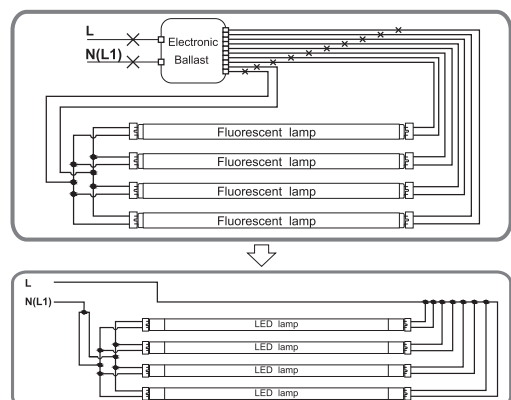 L
N(L1)
Electronic
Ballast
Fluorescent lamp
Fluorescent lamp
Fluorescent lamp
Fluorescent lamp
L
N(L1)
LED lamp
LED lamp
LED lamp
LED lamp